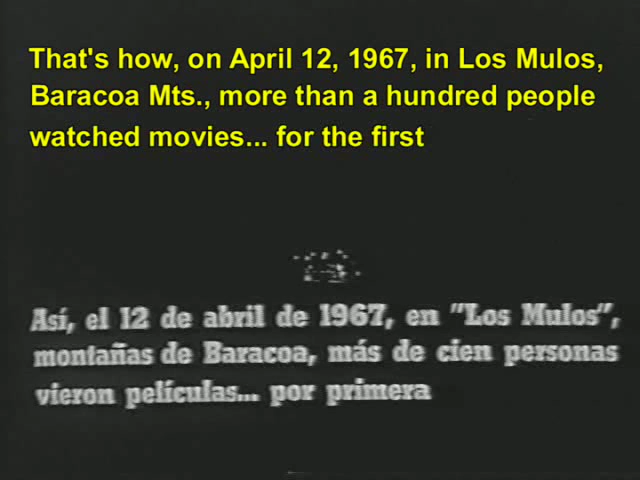 That's how, on April 12, 1967, in Los Mulos,
Baracoa Mts., more than a hundred people
watched movies... for the first
Así, el 12 de abril de 1967, en "Los Mulos",
montañas de Baracoa, más de cien personas
vieron películas... por primera